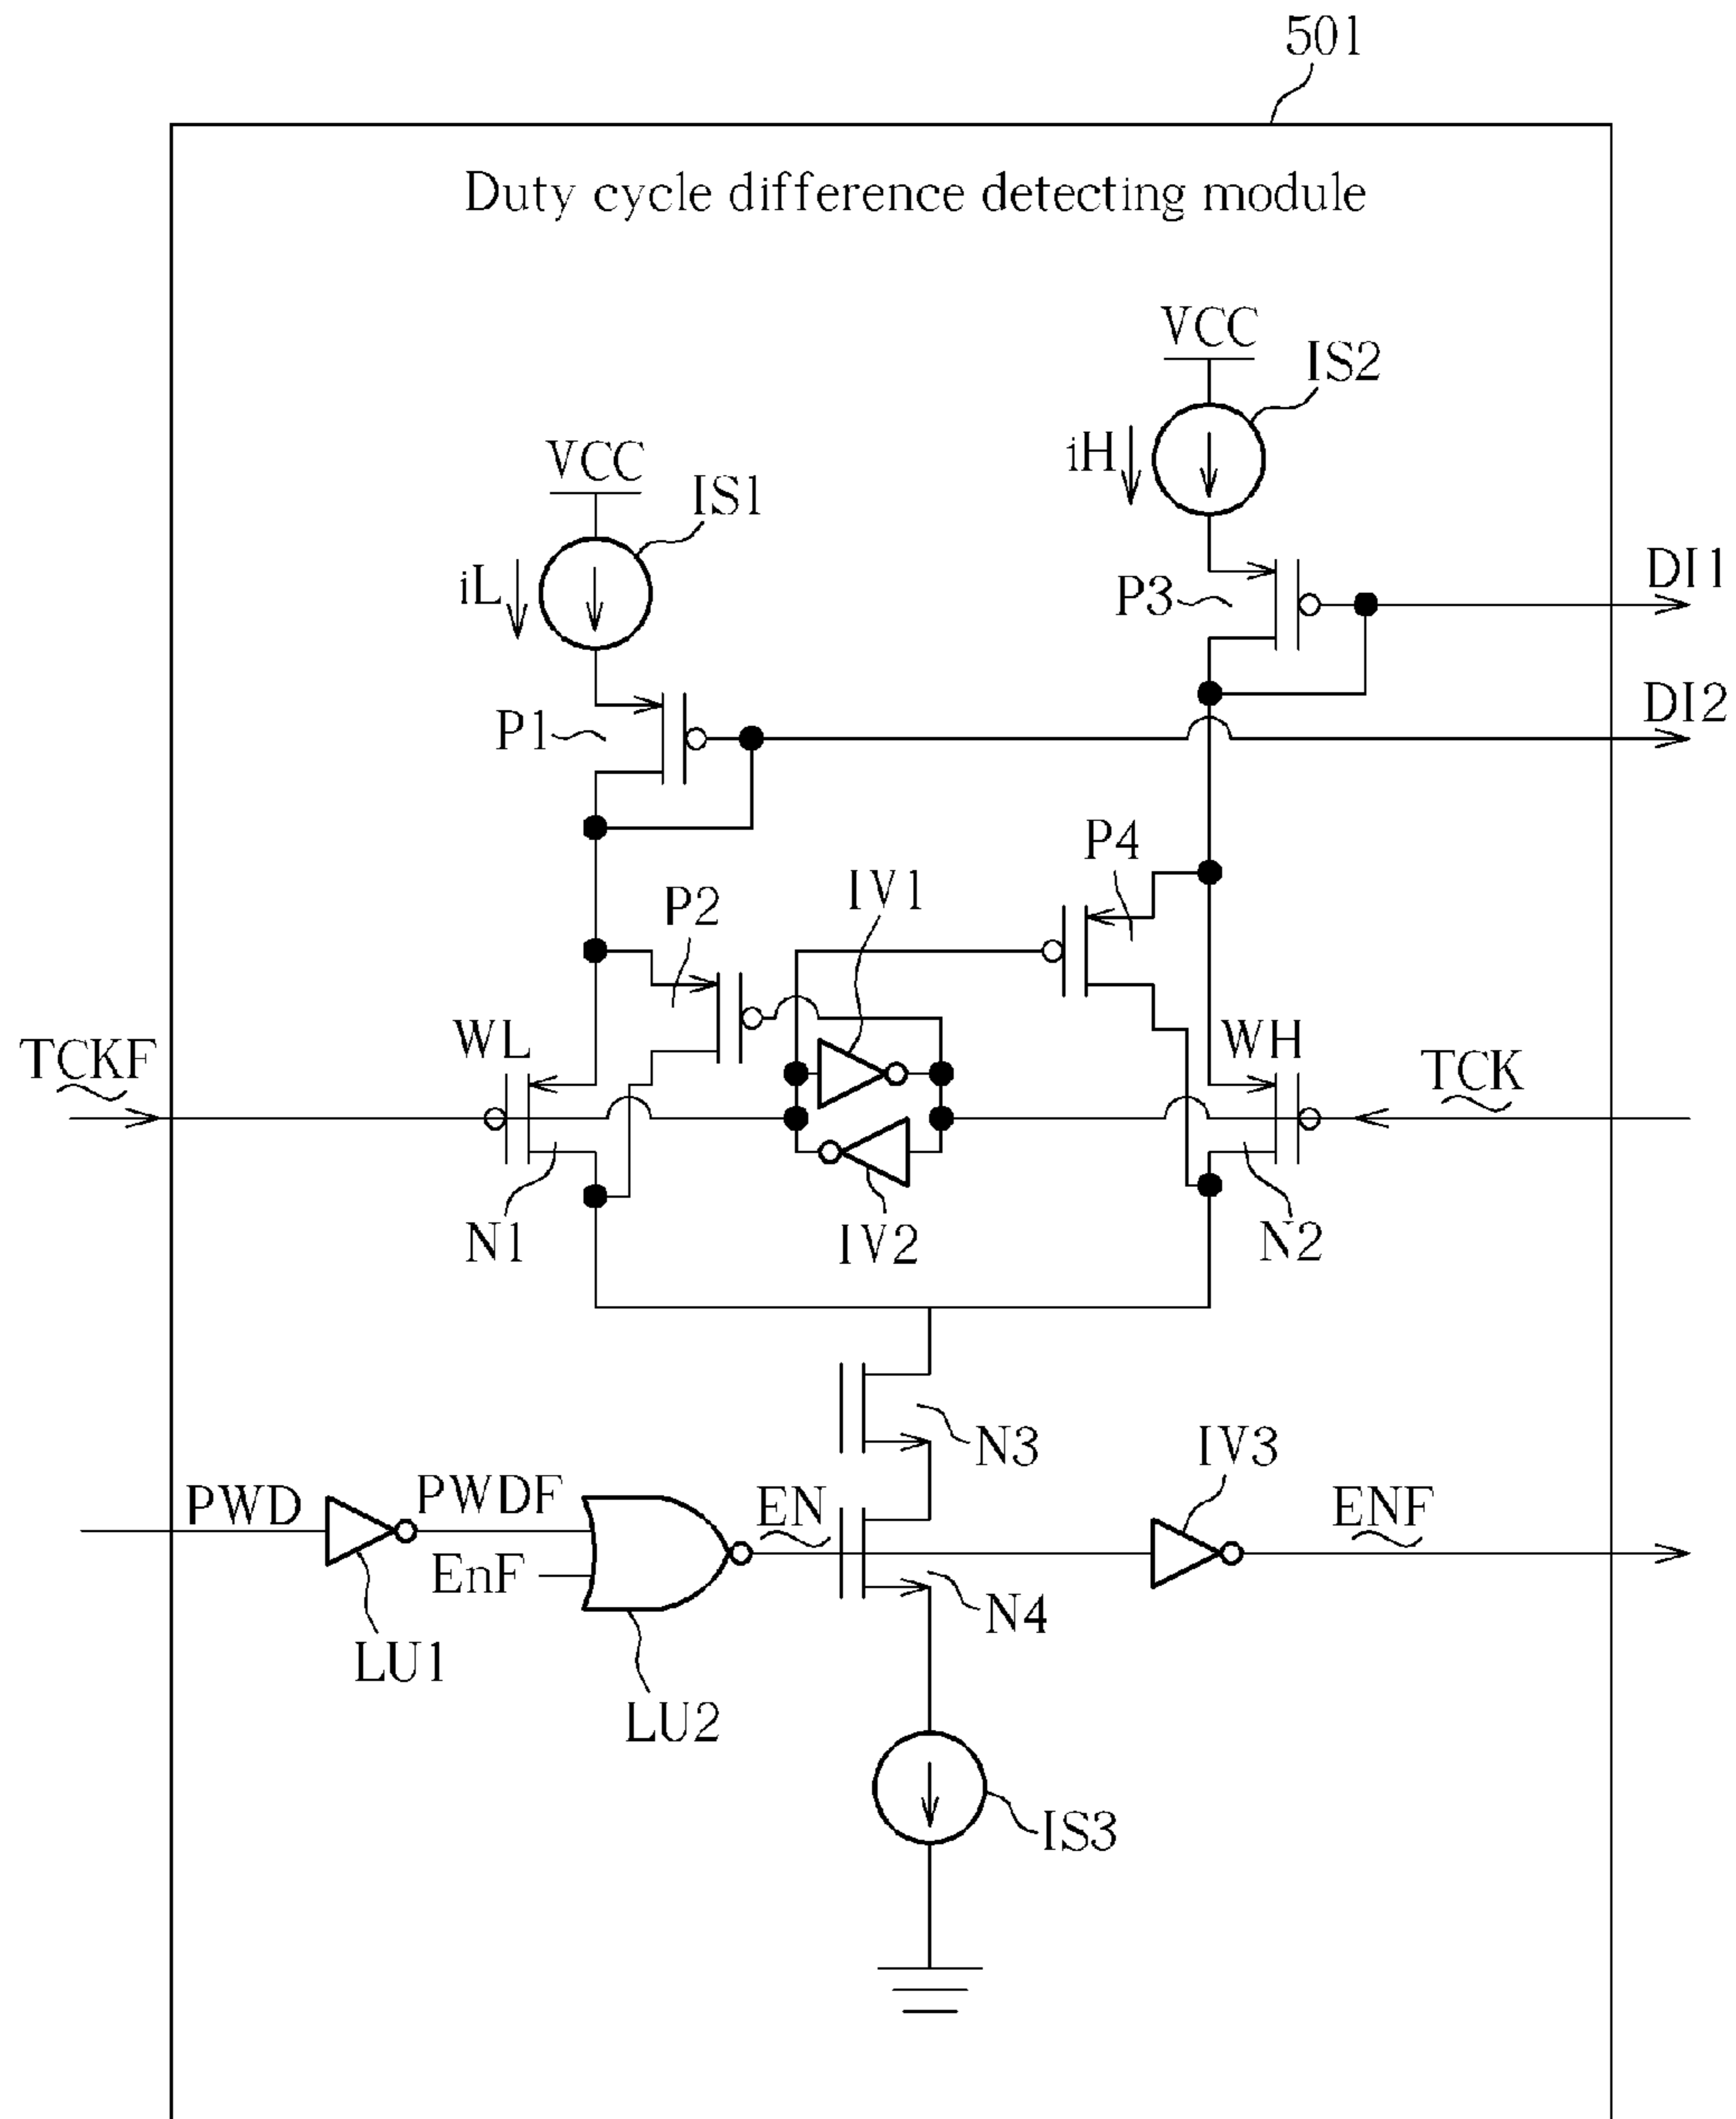 501
Duty cycle difference detecting module
VCC
IS2
iH
VCC
IS1
iL
DI1
P3
DI2
P1
P4
IV1
P2
WL
WH
TCKF
TCK
N1
IV2
N2
N3
IV3
PWD
PWDF
EN
ENF
EnF
N4
LU1
LU2
IS3